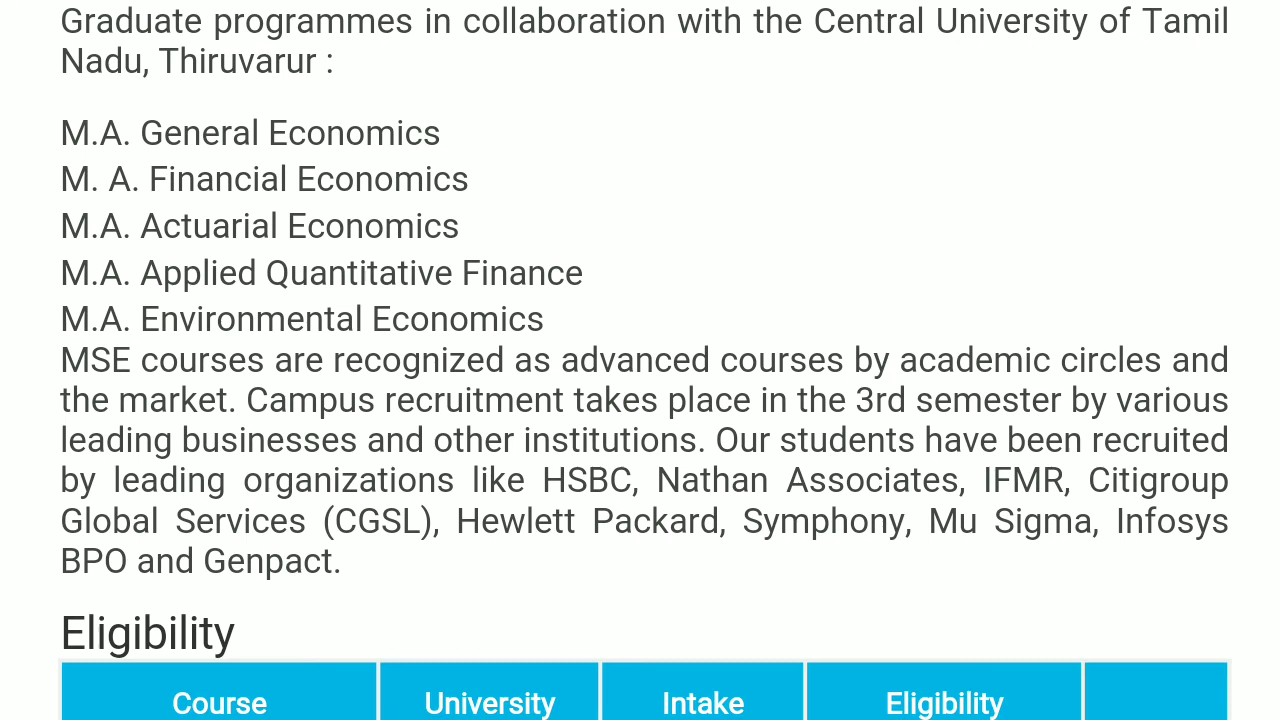 Graduate programmes in collaboration with the Central University of Tamil
Nadu, Thiruvarur :
M.A. General Economics
M. A. Financial Economics
M.A. Actuarial Economics
M.A. Applied Quantitative Finance
M.A. Environmental Economics
MSE courses are recognized as advanced courses by academic circles and
the market. Campus recruitment takes place in the 3rd semester by various
leading businesses and other institutions. Our students have been recruited
by leading organizations like HSBC, Nathan Associates, IFMR, Citigroup
Global Services (CGSL), Hewlett Packard, Symphony, Mu Sigma, Infosys
BPO and Genpact.
Eligibility
Course University Intake Eligibility